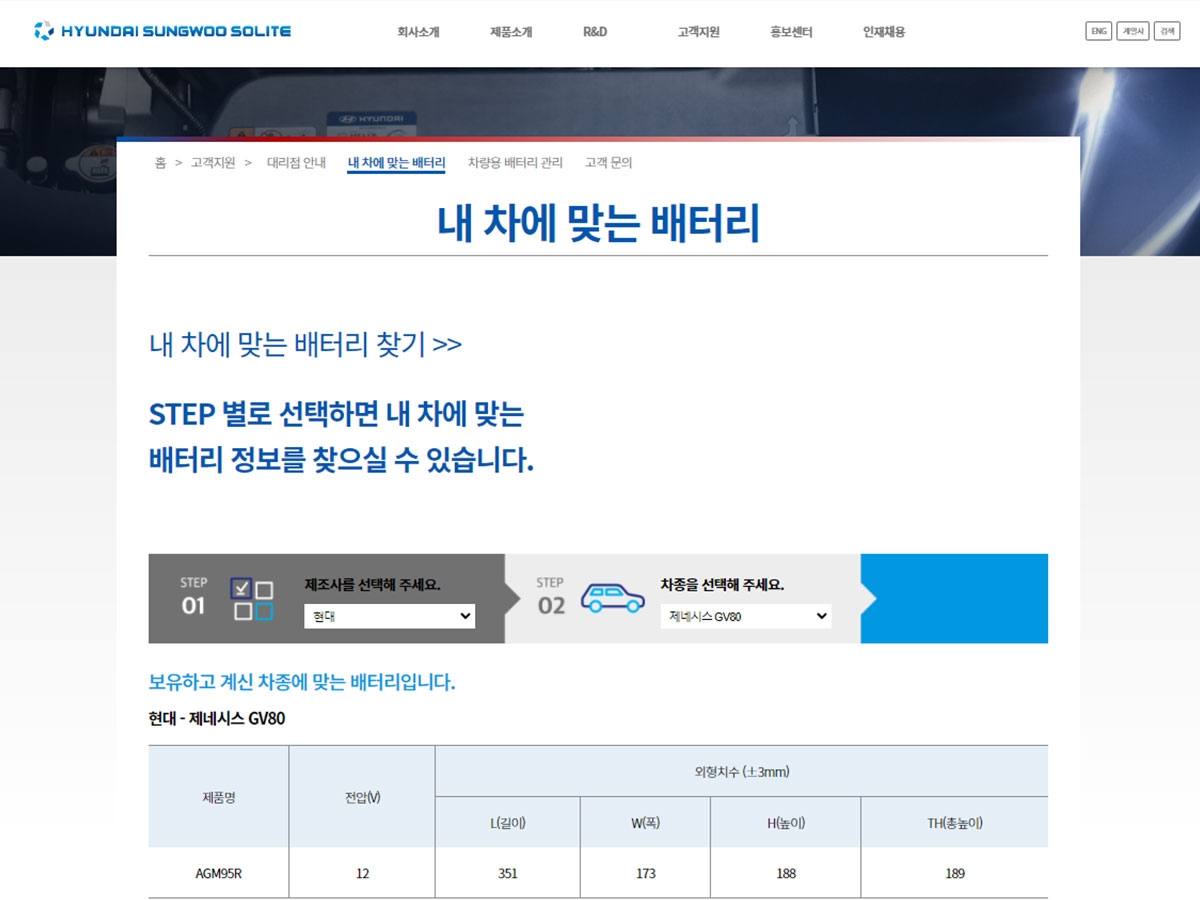 HYUNDAI SUNGWOO SOLITE
회사소개 제품소개 R&D 고객지원 홍보센터 인재채용
ENG 계열사 검색
HYUNDAI
홈 > 고객지원 > 대리점 안내 내 차에 맞는 배터리 차량용 배터리 관리 고객 문의
내 차에 맞는 배터리
내 차에 맞는 배터리 찾기 >>
STEP 별로 선택하면 내 차에 맞는
배터리 정보를 찾으실 수 있습니다.
STEP 01 제조사를 선택해 주세요.
현대
STEP 02 차종을 선택해 주세요.
제네시스 GV80
보유하고 계신 차종에 맞는 배터리입니다.
현대 - 제네시스 GV80
제품명 전압(V) 외형치수 (±3mm)
L(길이) W(폭) H(높이) TH(총높이)
AGM95R 12 351 173 188 189